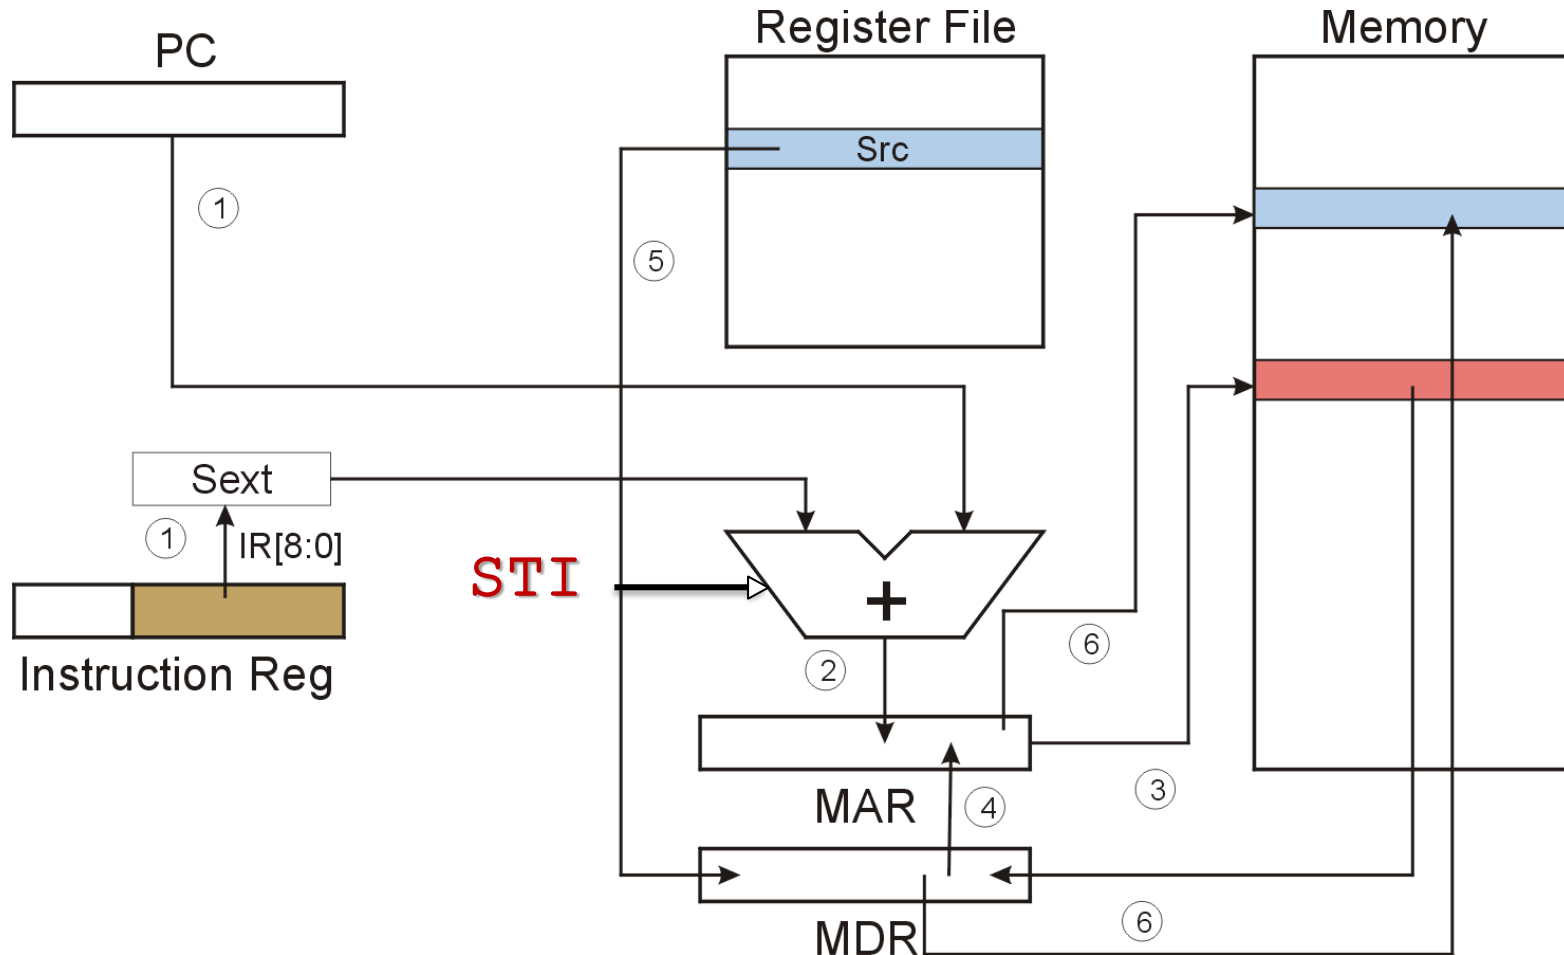 Register File
Memory
PC
Src
1
5
Sext
1
IR[8:0]
STI
+
6
2
Instruction Reg
3
4
MAR
6
MDR